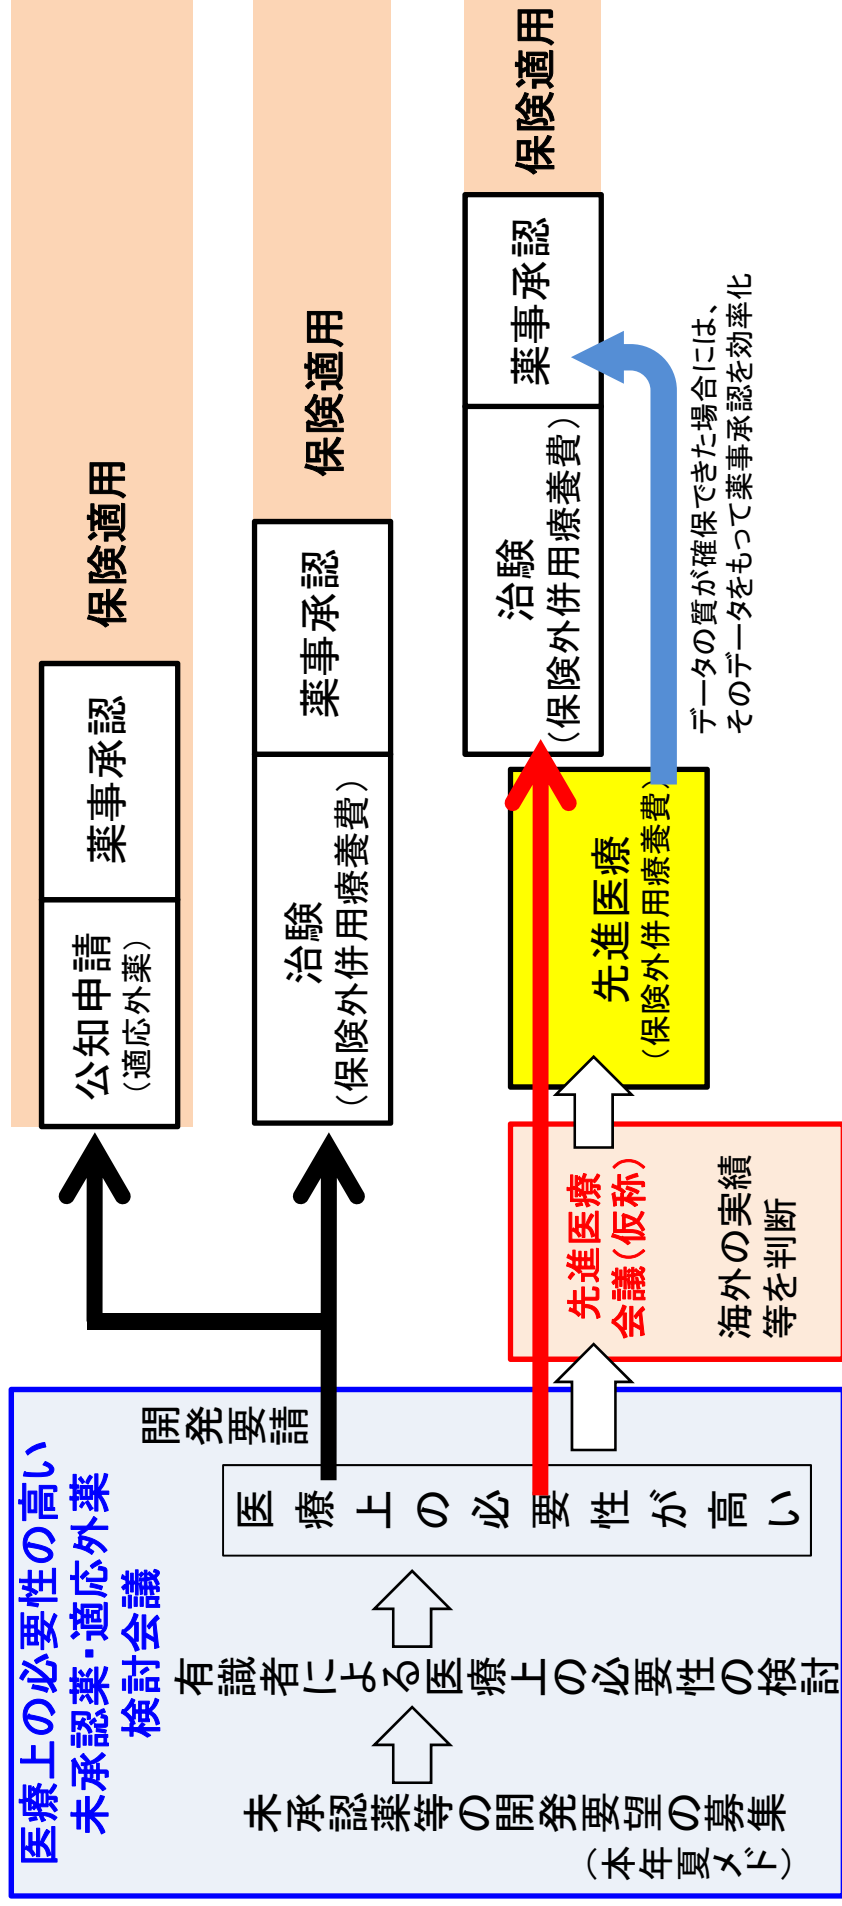 医療上の必要性の高い
未承認薬・適応外薬
検討会議
未承認薬等の開発要望の募集
（本年夏メド）
有識者による医療上の必要性の検討
医療上の必要性が高い
開発要請
公知申請
（適応外薬）
薬事承認
保険適用
治験
（保険外併用療養費）
薬事承認
保険適用
先進医療
会議（仮称）
海外の実績
等を判断
先進医療
（保険外併用療養費）
治験
（保険外併用療養費）
薬事承認
保険適用
データの質が確保できた場合には、
そのデータをもって薬事承認を効率化